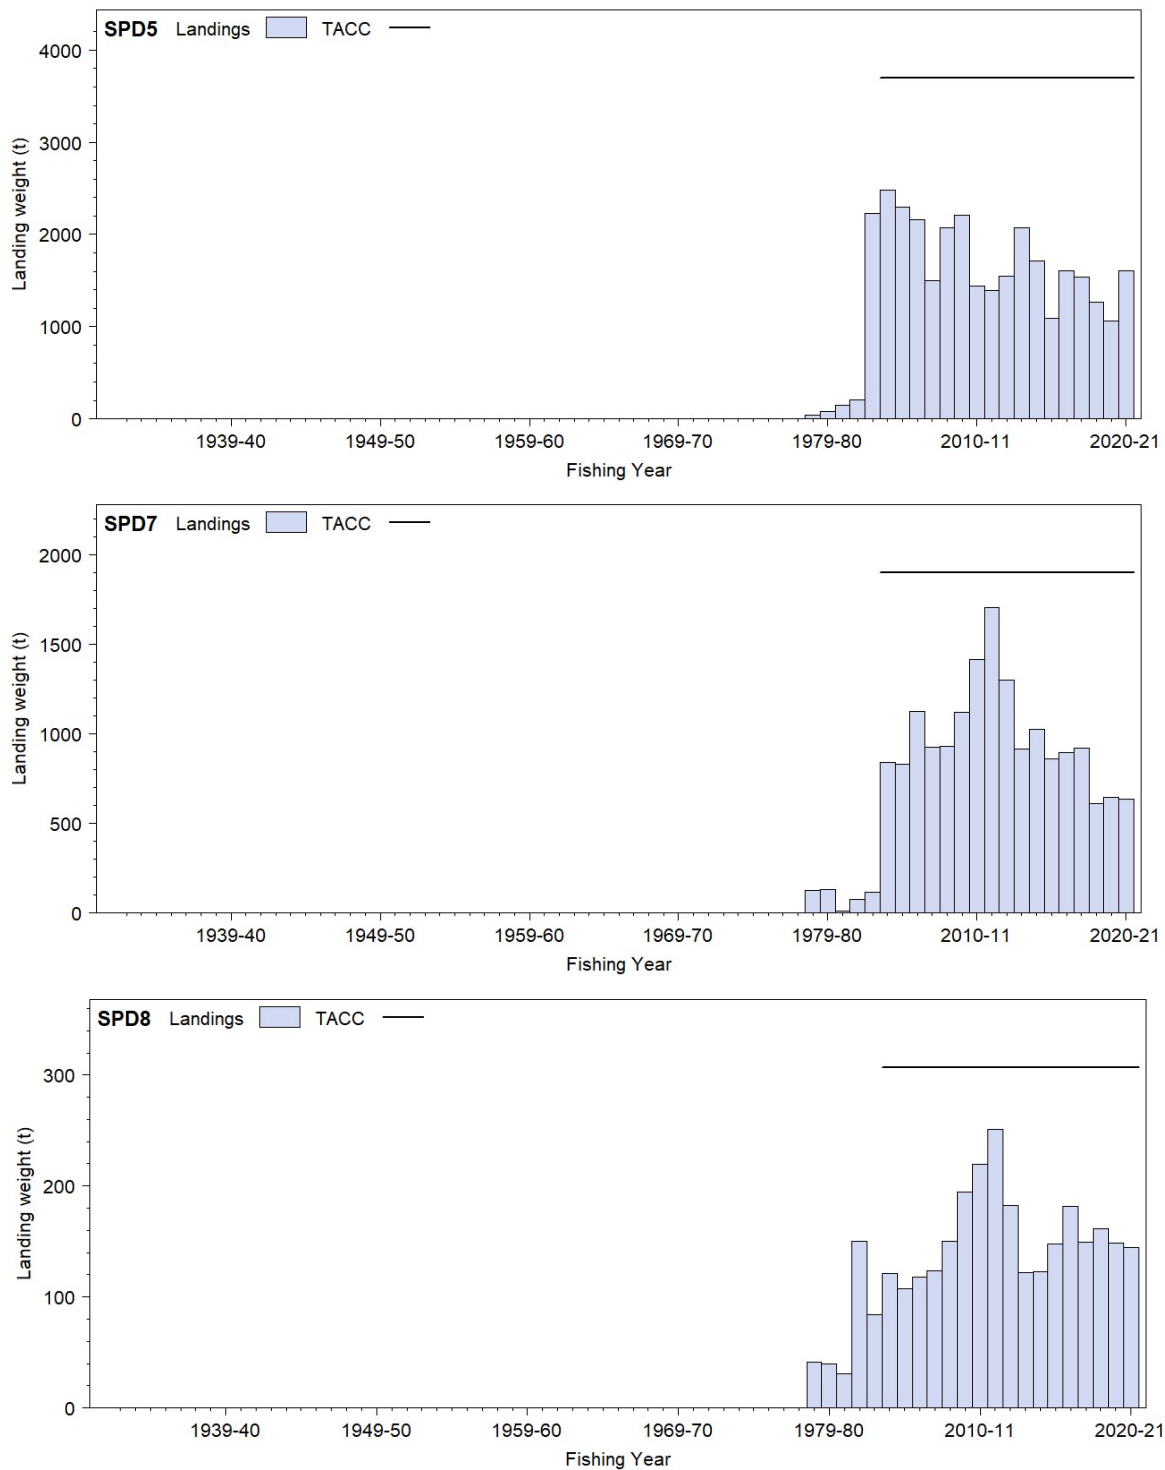 SPD5 Landings TACC
4000
3000
2000
1000
0
Landing weight (t)
1939-40 1949-50 1959-60 1969-70 1979-80 2010-11 2020-21
Fishing Year
SPD7 Landings TACC
2000
1500
1000
500
0
Landing weight (t)
1939-40 1949-50 1959-60 1969-70 1979-80 2010-11 2020-21
Fishing Year
SPD8 Landings TACC
300
200
100
0
Landing weight (t)
1939-40 1949-50 1959-60 1969-70 1979-80 2010-11 2020-21
Fishing Year